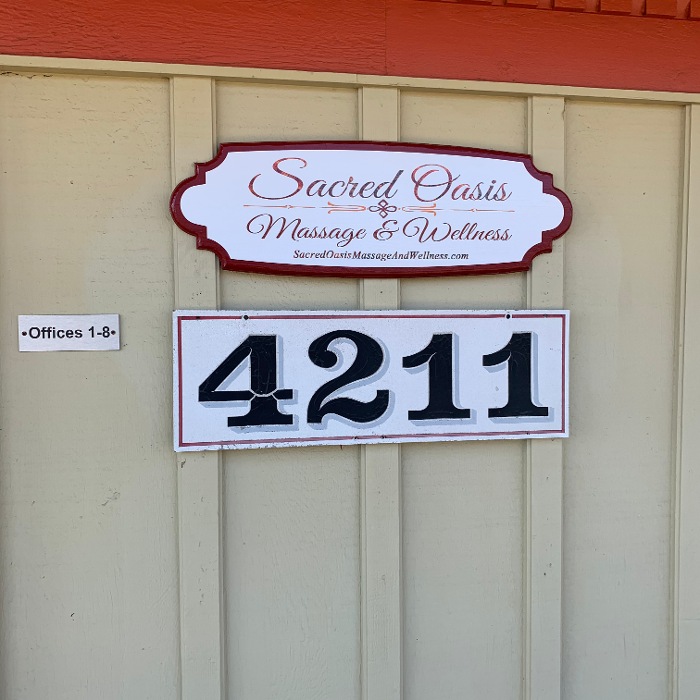 Sacred Oasis
Massage & Wellness
SacredOasisMassageAndWellness.com
•Offices 1-8•
4211